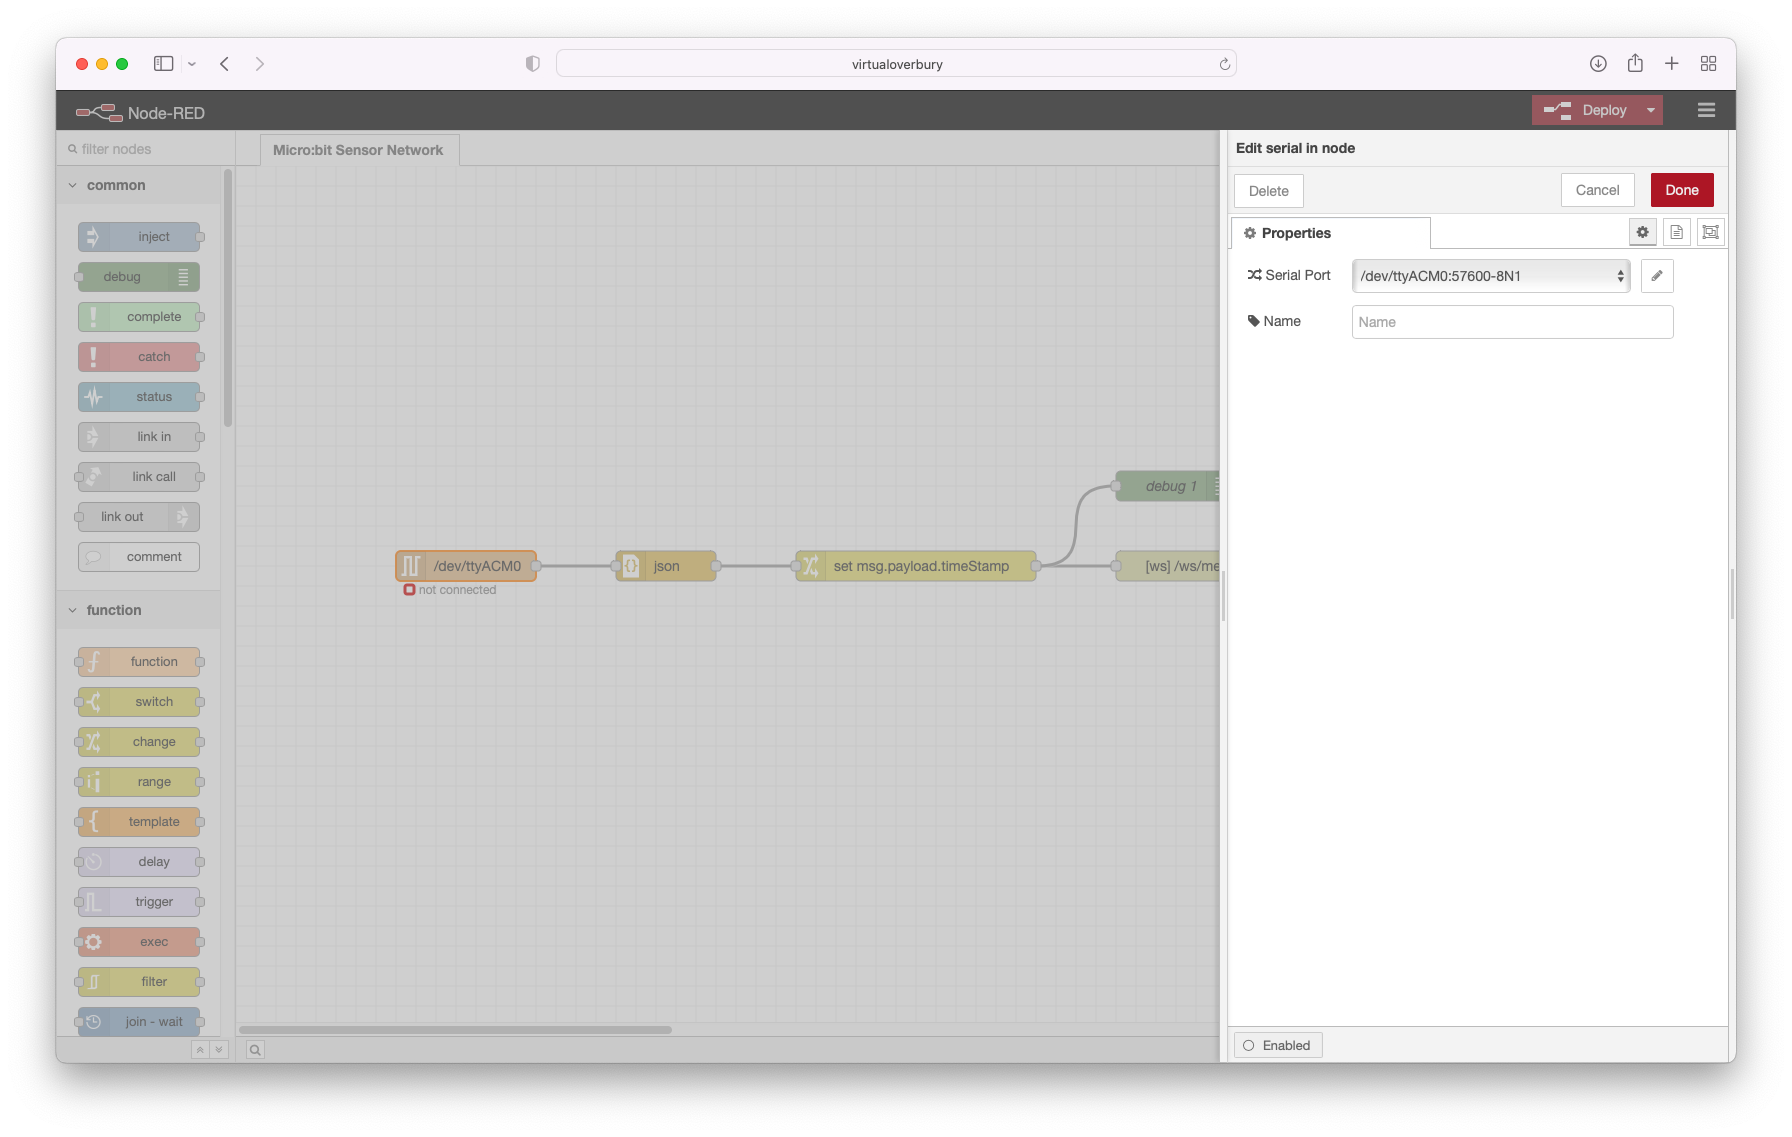 virtualoverbury
Node-RED
Deploy
filter nodes
Micro:bit Sensor Network
Edit serial in node
Delete
Cancel
Done
Properties
Serial Port
/dev/ttyACM0:57600-8N1
Name
Name
Enabled
common
inject
debug
complete
catch
status
link in
link call
link out
comment
function
function
switch
change
range
template
delay
trigger
exec
filter
join - wait
debug 1
/dev/ttyACM0
json
set msg.payload.timeStamp
[ws] /ws/me
not connected